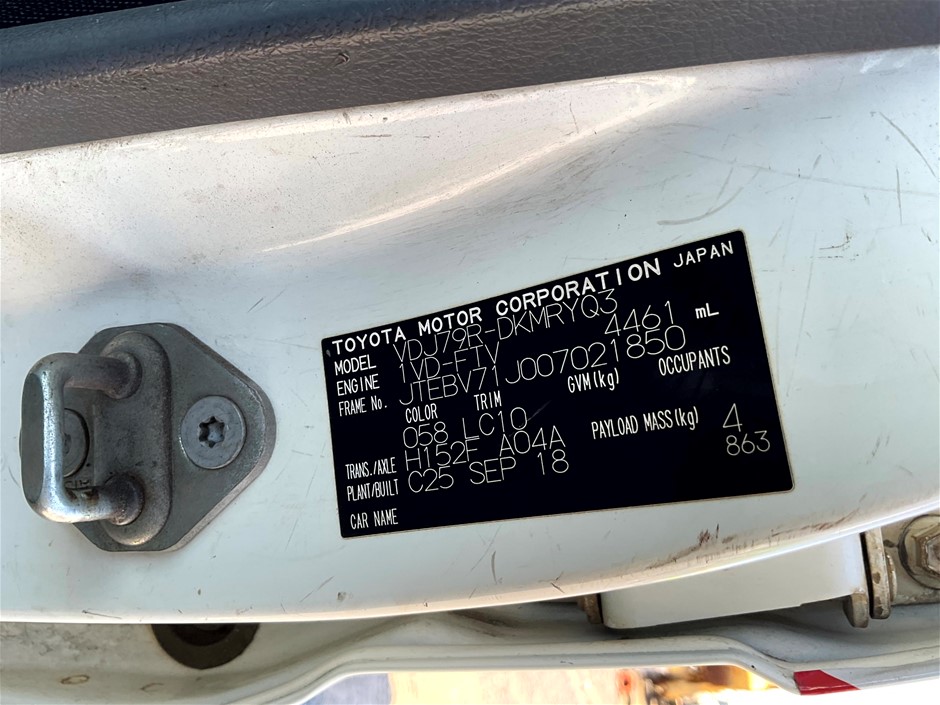 TOYOTA MOTOR CORPORATION JAPAN
MODEL VDJ79R-DKMRYQ3
ENGINE 1VD-FTV 4461 mL
FRAME No. JTEBV71J007021850
COLOR TRIM GVM(kg) OCCUPANTS
058 LC10 4
TRANS./AXLE H152F A04A PAYLOAD MASS(kg) 863
PLANT/BUILT C25 SEP 18
CAR NAME